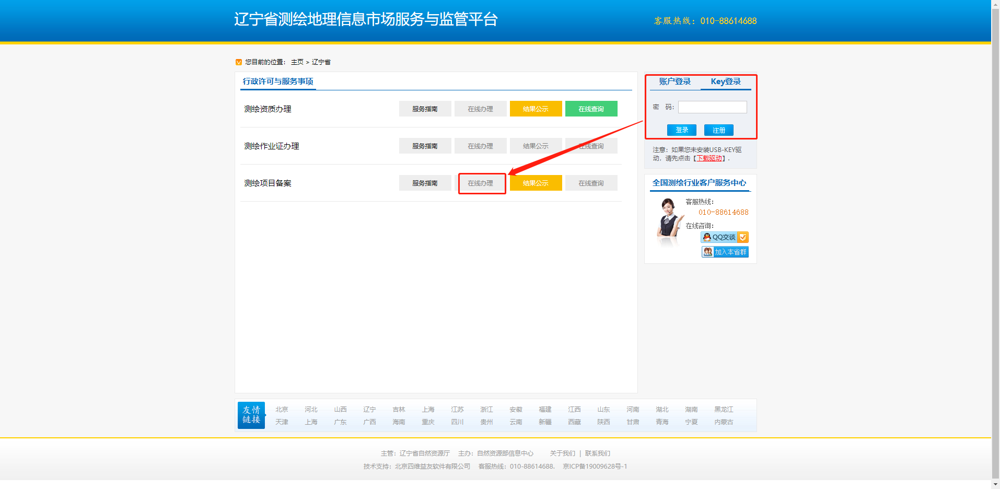 辽宁省测绘地理信息市场服务与监管平台
客服热线：010-88614688
您目前的位置： 主页 > 辽宁省
行政许可与服务事项
测绘资质办理 服务指南 在线办理 结果公示 在线查询
测绘作业证办理 服务指南 在线办理 结果公示 在线查询
测绘项目备案 服务指南 在线办理 结果公示 在线查询
账户登录 Key登录
密 码：
登录 注册
注意：如果您未安装USB-KEY驱
动，请先点击【下载驱动】.
全国测绘行业客户服务中心
客服热线：
010-88614688
在线咨询：
QQ交谈
加入本省群
友情
链接
北京 河北 山西 辽宁 吉林 上海 江苏 浙江 安徽 福建 江西 山东 河南 湖北 湖南 黑龙江
天津 上海 广东 广西 海南 重庆 四川 贵州 云南 新疆 西藏 陕西 甘肃 青海 宁夏 内蒙古
主管：辽宁省自然资源厅 主办：自然资源部信息中心 关于我们 | 联系我们
技术支持：北京四维益友软件有限公司 客服热线：010-88614688. 京ICP备19009628号-1